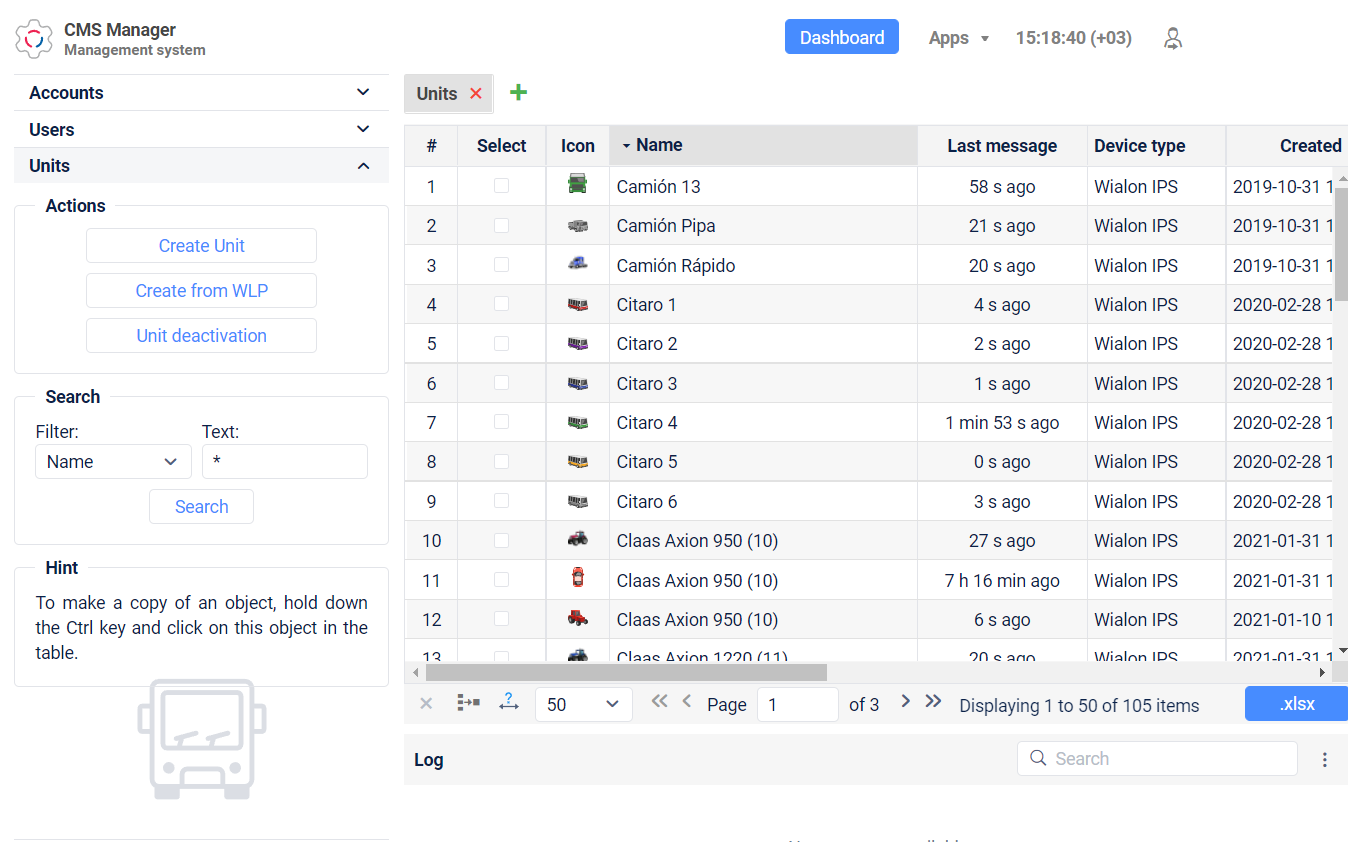 CMS Manager
Management system
Dashboard
Apps
15:18:40 (+03)
Accounts
Users
Units
Actions
Create Unit
Create from WLP
Unit deactivation
Search
Filter: Text:
Name *
Search
Hint
To make a copy of an object, hold down
the Ctrl key and click on this object in the
table.
Units
# Select Icon Name Last message Device type Created
1 Camión 13 58 s ago Wialon IPS 2019-10-31 1
2 Camión Pipa 21 s ago Wialon IPS 2019-10-31 1
3 Camión Rápido 20 s ago Wialon IPS 2019-10-31 1
4 Citaro 1 4 s ago Wialon IPS 2020-02-28 1
5 Citaro 2 2 s ago Wialon IPS 2020-02-28 1
6 Citaro 3 1 s ago Wialon IPS 2020-02-28 1
7 Citaro 4 1 min 53 s ago Wialon IPS 2020-02-28 1
8 Citaro 5 0 s ago Wialon IPS 2020-02-28 1
9 Citaro 6 3 s ago Wialon IPS 2020-02-28 1
10 Claas Axion 950 (10) 27 s ago Wialon IPS 2021-01-31 1
11 Claas Axion 950 (10) 7 h 16 min ago Wialon IPS 2021-01-31 1
12 Claas Axion 950 (10) 6 s ago Wialon IPS 2021-01-10 1
13 Claas Axion 1220 (11) 20 s ago Wialon IPS 2021-01-31 1
50 Page 1 of 3 Displaying 1 to 50 of 105 items .xlsx
Log Search